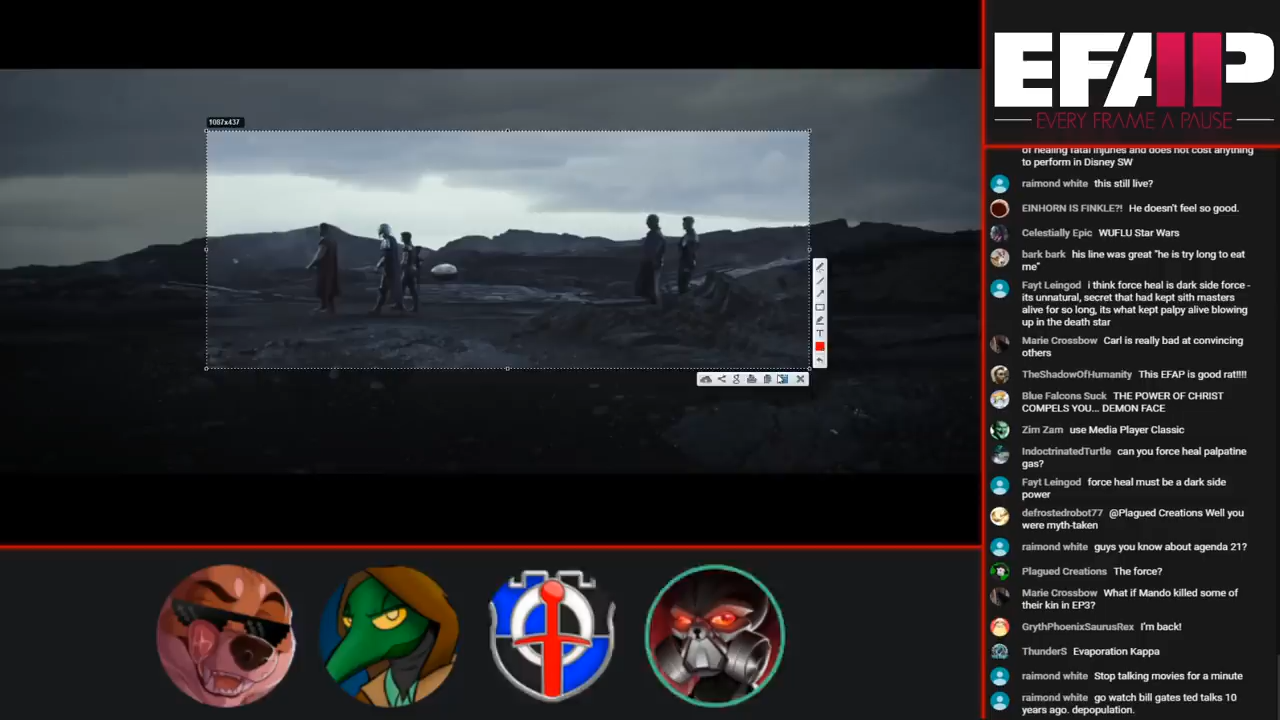 1087x437
EFAP
EVERY FRAME A PAUSE
of healing fatal injuries and does not cost anything
to perform in Disney SW
raimond white this still live?
EINHORN IS FINKLE?! He doesn't feel so good.
Celestially Epic WUFLU Star Wars
bark bark his line was great "he is try long to eat
me"
Fayt Leingod i think force heal is dark side force -
its unnatural, secret that had kept sith masters
alive for so long, its what kept palpy alive blowing
up in the death star
Marie Crossbow Carl is really bad at convincing
others
TheShadowOfHumanity This EFAP is good rat!!!!
Blue Falcons Suck THE POWER OF CHRIST
COMPELS YOU... DEMON FACE
Zim Zam use Media Player Classic
IndoctrinatedTurtle can you force heal palpatine
gas?
Fayt Leingod force heal must be a dark side
power
defrostedrobot77 @Plagued Creations Well you
were myth-taken
raimond white guys you know about agenda 21?
Plagued Creations The force?
Marie Crossbow What if Mando killed some of
their kin in EP3?
GrythPhoenixSaurusRex I'm back!
ThunderS Evaporation Kappa
raimond white Stop talking movies for a minute
raimond white go watch bill gates ted talks 10
years ago. depopulation.